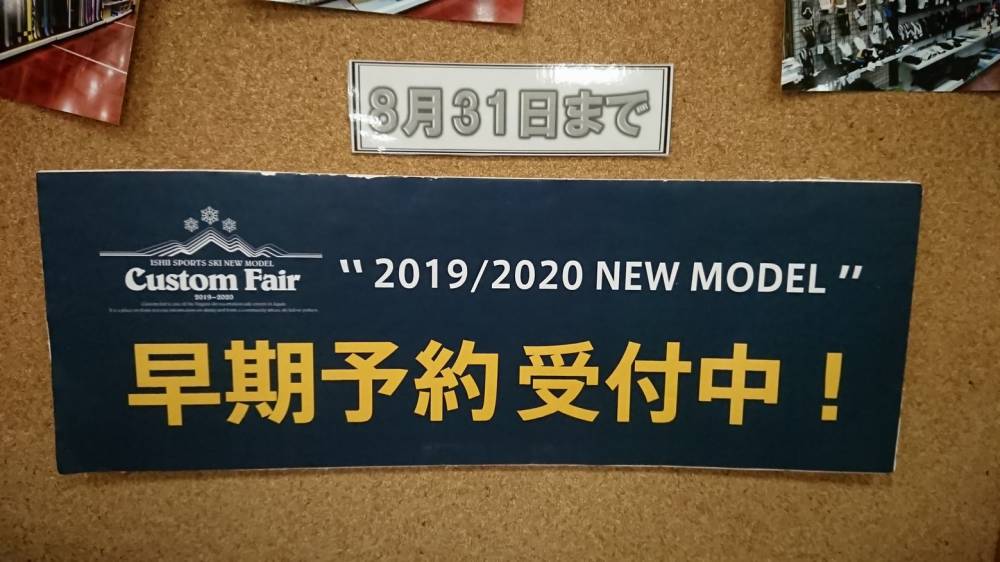 8月31日まで
ISHII SPORTS SKI NEW MODEL
Custom Fair
2019-2020
" 2019/2020 NEW MODEL "
早期予約 受付中！